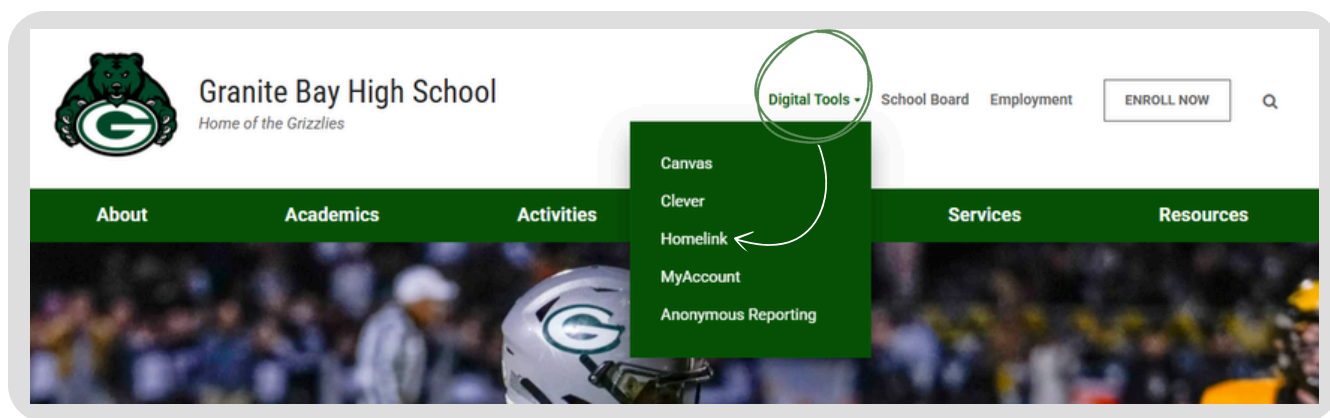 Granite Bay High School
Home of the Grizzlies
Digital Tools School Board Employment ENROLL NOW
Canvas
Clever
Homelink
MyAccount
Anonymous Reporting
About Academics Activities Services Resources
G
G